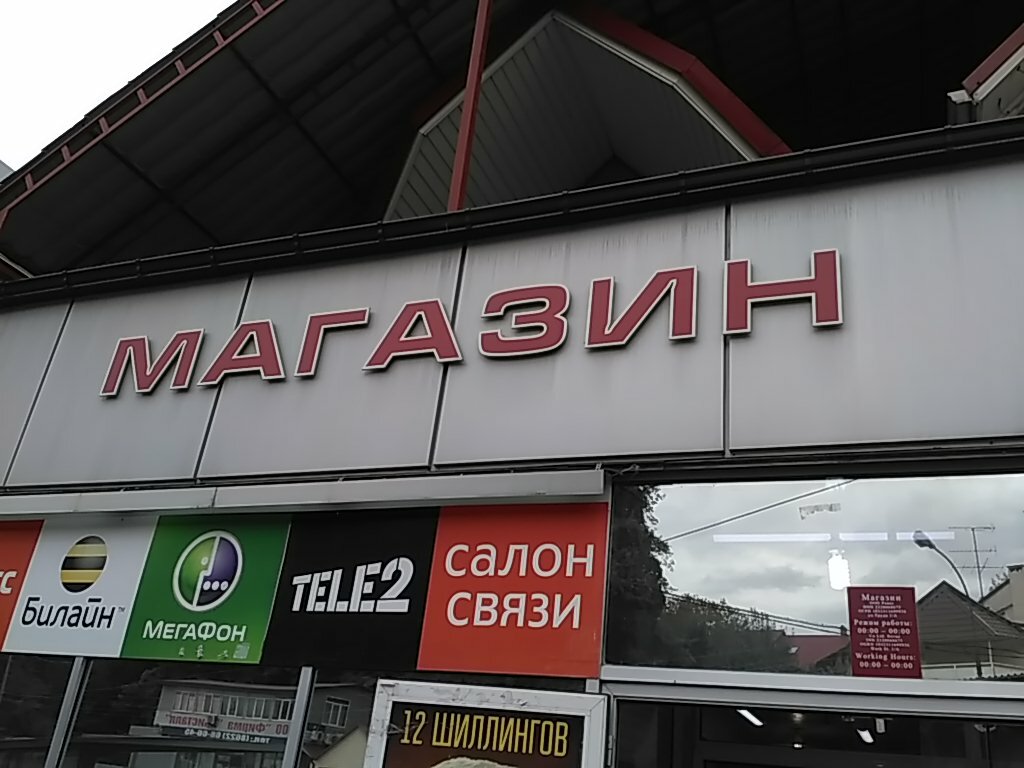 МАГАЗИН
Билайн™
МЕГАФОН
TELE2
салон
связи
12 ШИЛЛИНГОВ
Магазин
Режим работы:
00:00 – 00:00
Working Hours:
00:00 – 00:00